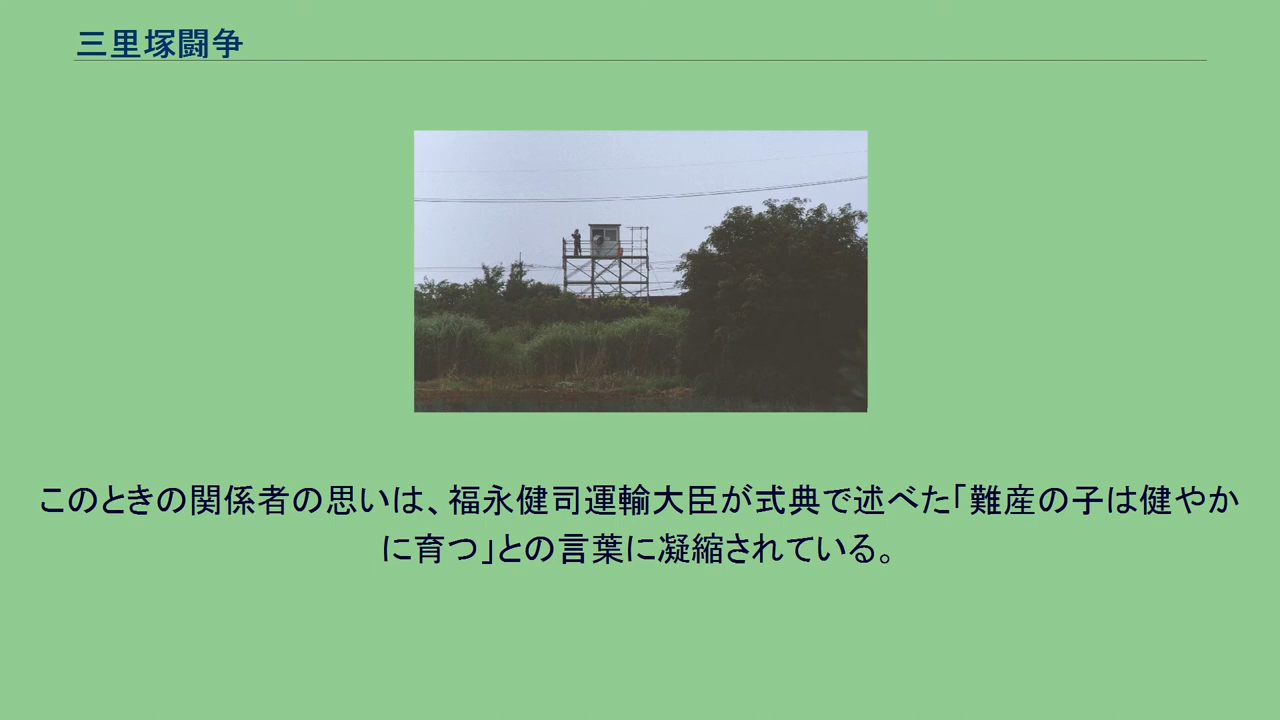 三里塚闘争
このときの関係者の思いは、福永健司運輸大臣が式典で述べた「難産の子は健やか
に育つ」との言葉に凝縮されている。